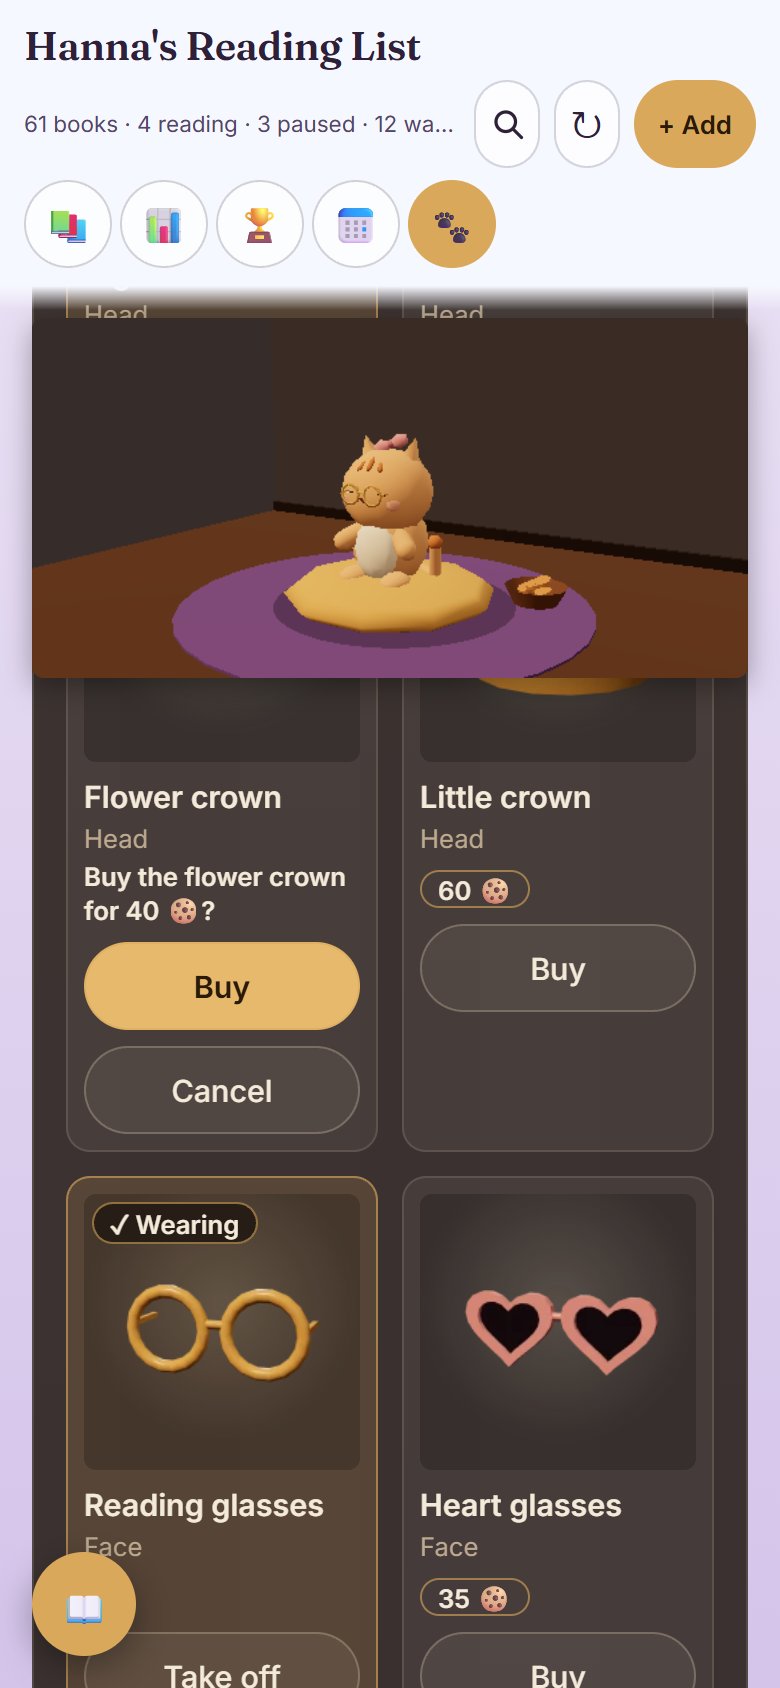 Hanna's Reading List
61 books · 4 reading · 3 paused · 12 wa...
+ Add
Head
Head
Flower crown
Little crown
Head
Head
Buy the flower crown
for 40 ?
60
Buy
Buy
Cancel
✓ Wearing
Reading glasses
Heart glasses
Face
Face
35
Take off
Buy